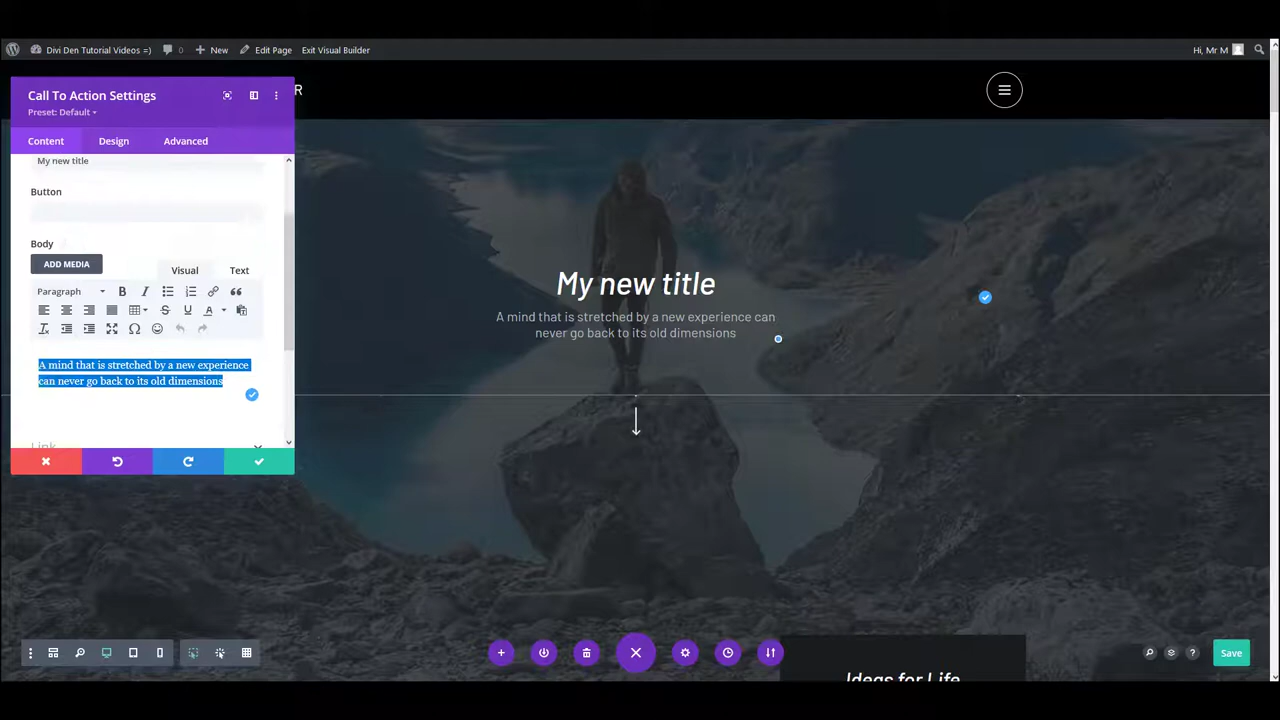 Divi Den Tutorial Videos =) 0 New Edit Page Exit Visual Builder Hi, Mr M
Call To Action Settings
R
Preset: Default
Content Design Advanced
My new title
Button
Body
ADD MEDIA
Visual Text
Paragraph
A mind that is stretched by a new experience
can never go back to its old dimensions
Link
My new title
A mind that is stretched by a new experience can
never go back to its old dimensions
Save
Ideas for Life